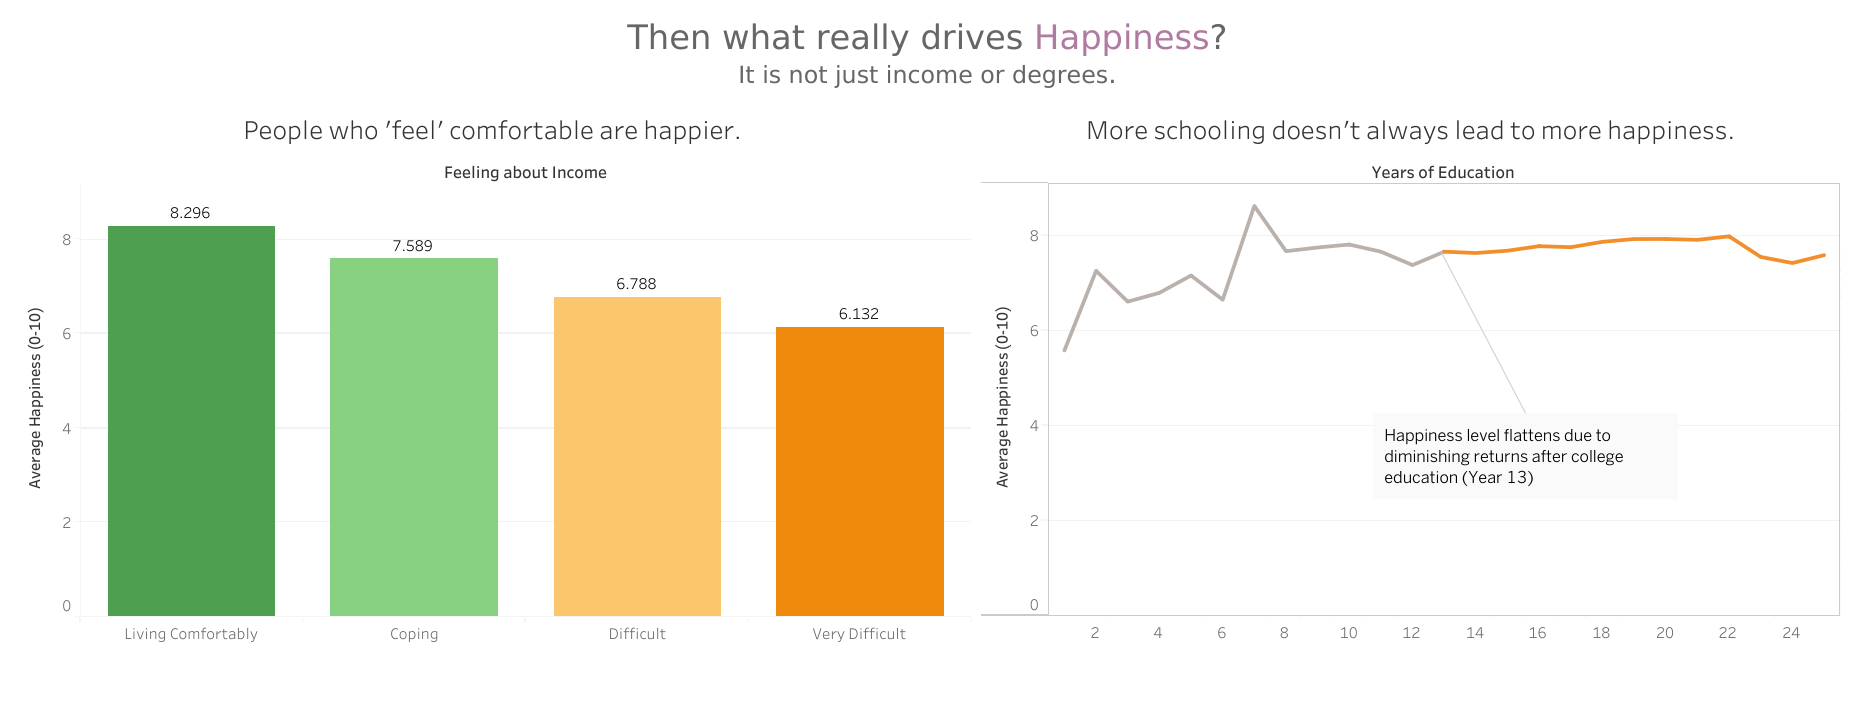 Then what really drives Happiness?
It is not just income or degrees.
People who 'feel' comfortable are happier.
Feeling about Income
Average Happiness (0-10)
8
6
4
2
0
8.296
7.589
6.788
6.132
Living Comfortably
Coping
Difficult
Very Difficult
More schooling doesn't always lead to more happiness.
Years of Education
Average Happiness (0-10)
8
6
4
2
0
Happiness level flattens due to
diminishing returns after college
education (Year 13)
2
4
6
8
10
12
14
16
18
20
22
24